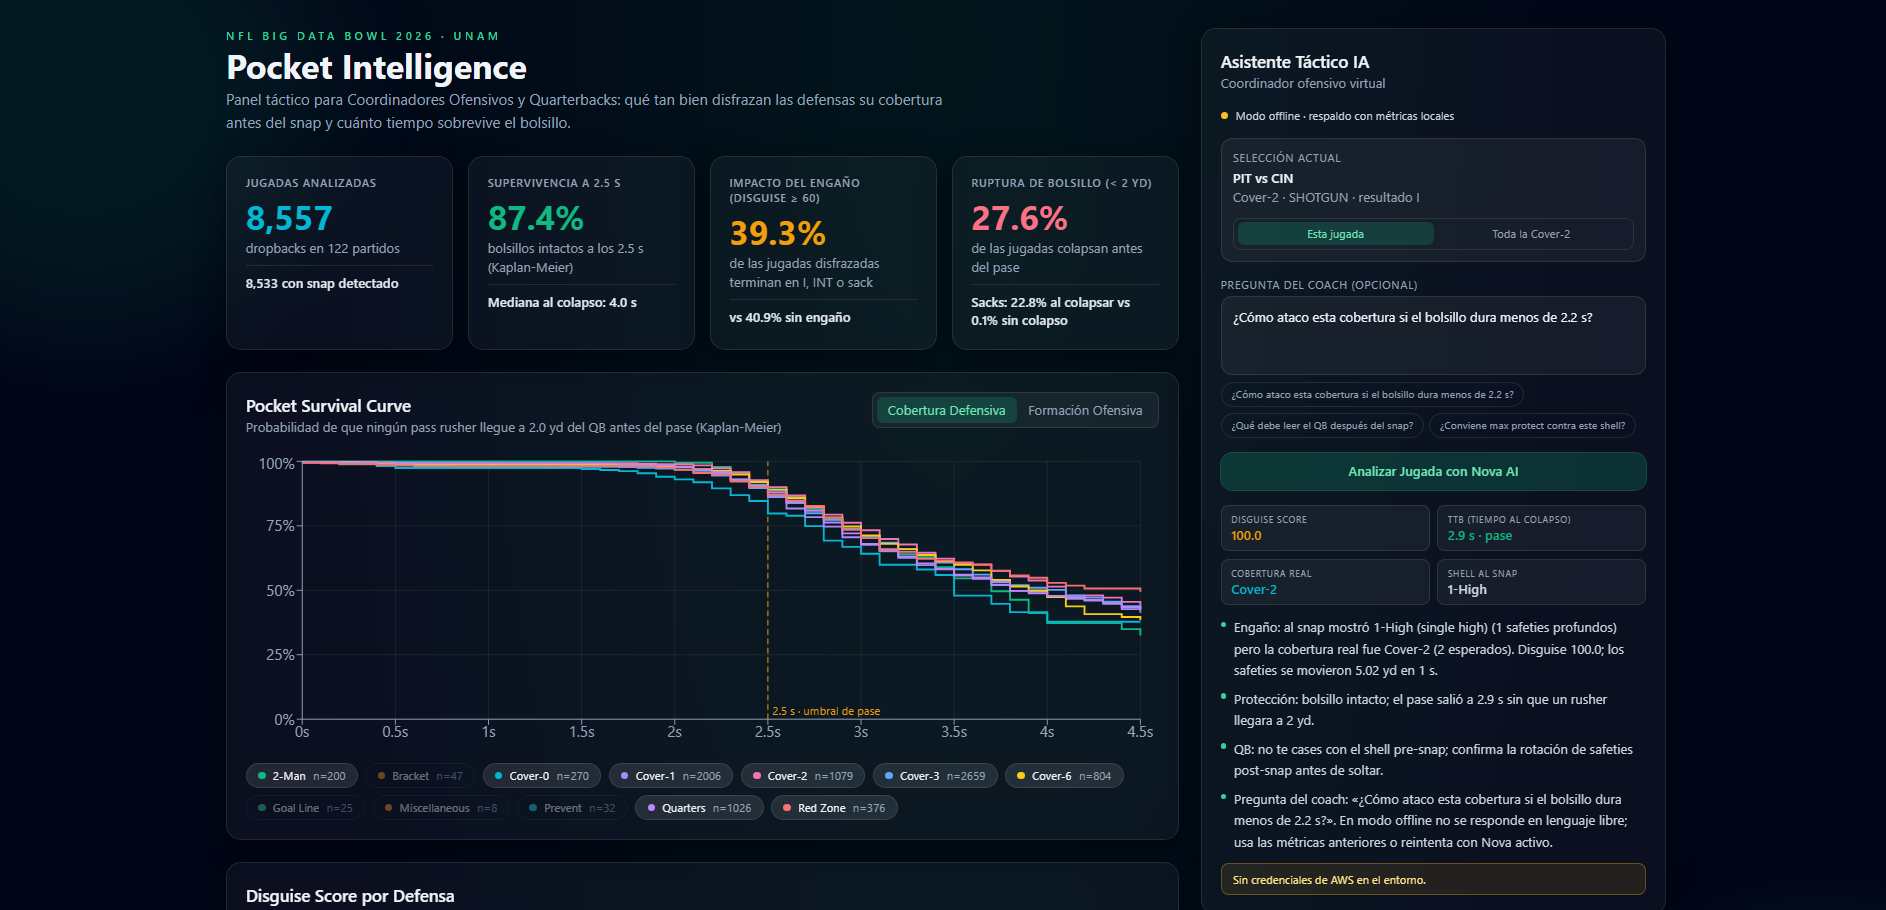 NFL BIG DATA BOWL 2026 · UNAM
Pocket Intelligence
Panel táctico para Coordinadores Ofensivos y Quarterbacks: qué tan bien disfrazan las defensas su cobertura
antes del snap y cuánto tiempo sobrevive el bolsillo.
JUGADAS ANALIZADAS
8,557
dropbacks en 122 partidos
8,533 con snap detectado
SUPERVIVENCIA A 2.5 S
87.4%
bolsillos intactos a los 2.5 s
(Kaplan-Meier)
Mediana al colapso: 4.0 s
IMPACTO DEL ENGAÑO
(DISGUISE ≥ 60)
39.3%
de las jugadas disfrazadas
terminan en I, INT o sack
vs 40.9% sin engaño
RUPTURA DE BOLSILLO (< 2 YD)
27.6%
de las jugadas colapsan antes
del pase
Sacks: 22.8% al colapsar vs
0.1% sin colapso
Pocket Survival Curve
Probabilidad de que ningún pass rusher llegue a 2.0 yd del QB antes del pase (Kaplan-Meier)
Cobertura Defensiva
Formación Ofensiva
100%
75%
50%
25%
0%
2.5 s · umbral de pase
0s
0.5s
1s
1.5s
2s
2.5s
3s
3.5s
4s
4.5s
2-Man n=200
Bracket n=47
Cover-0 n=270
Cover-1 n=2006
Cover-2 n=1079
Cover-3 n=2659
Cover-6 n=804
Goal Line n=25
Miscellaneous n=8
Prevent n=32
Quarters n=1026
Red Zone n=376
Disguise Score por Defensa
Asistente Táctico IA
Coordinador ofensivo virtual
Modo offline · respaldo con métricas locales
SELECCIÓN ACTUAL
PIT vs CIN
Cover-2 · SHOTGUN · resultado I
Esta jugada
Toda la Cover-2
PREGUNTA DEL COACH (OPCIONAL)
¿Cómo ataco esta cobertura si el bolsillo dura menos de 2.2 s?
¿Cómo ataco esta cobertura si el bolsillo dura menos de 2.2 s?
¿Qué debe leer el QB después del snap?
¿Conviene max protect contra este shell?
Analizar Jugada con Nova AI
DISGUISE SCORE
100.0
TTB (TIEMPO AL COLAPSO)
2.9 s · pase
COBERTURA REAL
Cover-2
SHELL AL SNAP
1-High
Engaño: al snap mostró 1-High (single high) (1 safeties profundos)
pero la cobertura real fue Cover-2 (2 esperados). Disguise 100.0; los
safeties se movieron 5.02 yd en 1 s.
Protección: bolsillo intacto; el pase salió a 2.9 s sin que un rusher
llegara a 2 yd.
QB: no te cases con el shell pre-snap; confirma la rotación de safeties
post-snap antes de soltar.
Pregunta del coach: «¿Cómo ataco esta cobertura si el bolsillo dura
menos de 2.2 s?». En modo offline no se responde en lenguaje libre;
usa las métricas anteriores o reintenta con Nova activo.
Sin credenciales de AWS en el entorno.